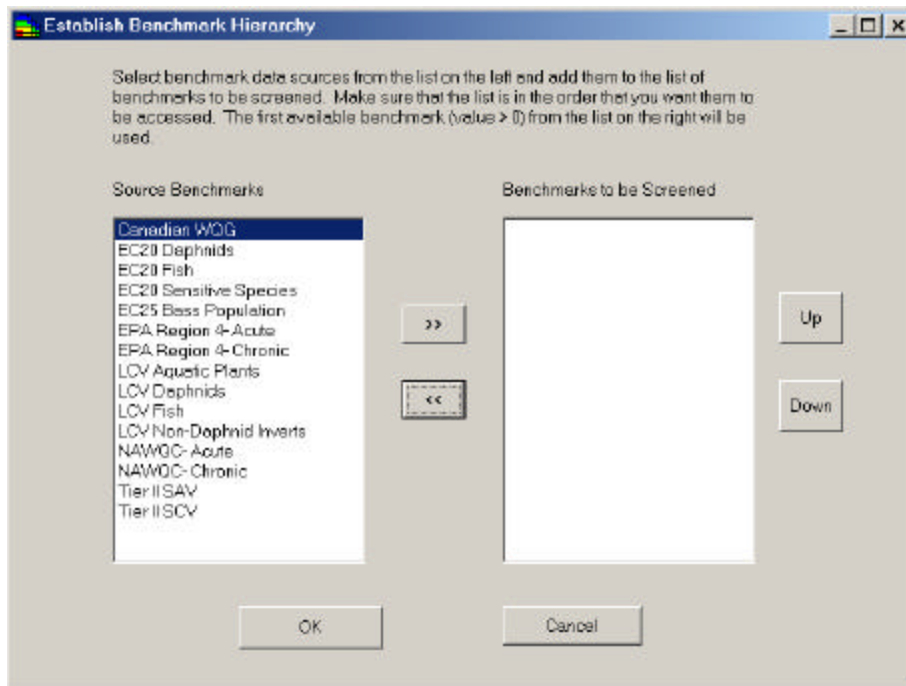 Establish Benchmark Hierarchy
Select benchmark data sources from the list on the left and add them to the list of
benchmarks to be screened. Make sure that the list is in the order that you want them to
be accessed. The first available benchmark (value > 0) from the list on the right will be
used.
Source Benchmarks
Canadian WQG
EC20 Daphnids
EC20 Fish
EC20 Sensitive Species
EC25 Bass Population
EPA Region 4- Acute
EPA Region 4- Chronic
LCV Aquatic Plants
LCV Daphnids
LCV Fish
LCV Non-Daphnid Inverts
NAWQC- Acute
NAWQC- Chronic
Tier II SAV
Tier II SCV
>>
<<
Benchmarks to be Screened
Up
Down
OK
Cancel